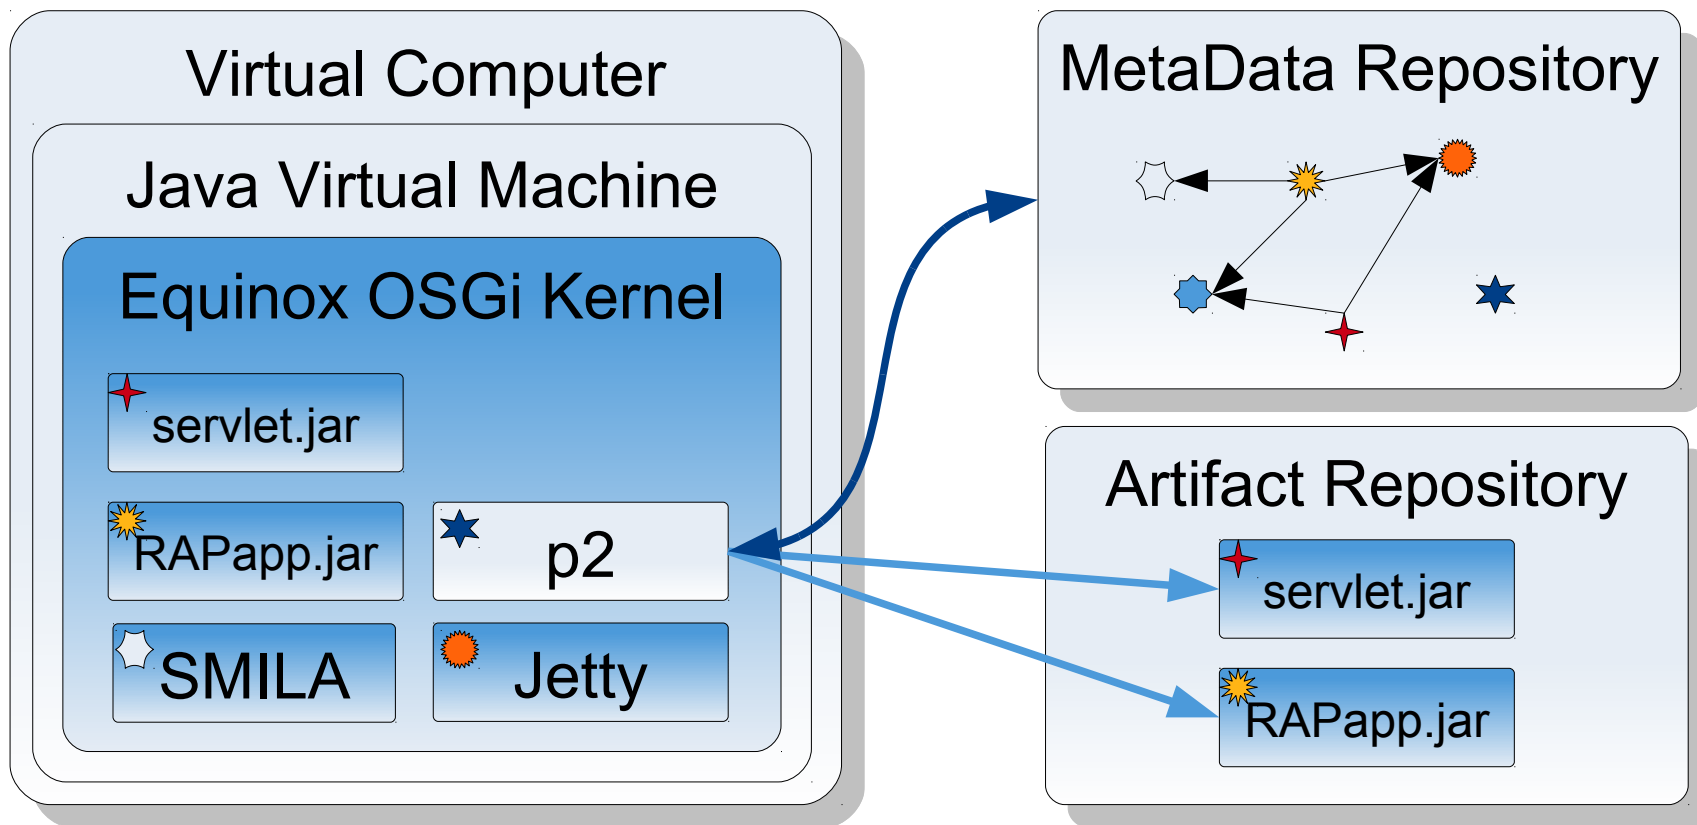 Virtual Computer
Java Virtual Machine
Equinox OSGi Kernel
servlet.jar
RAPapp.jar
p2
SMILA
Jetty
MetaData Repository
Artifact Repository
servlet.jar
RAPapp.jar